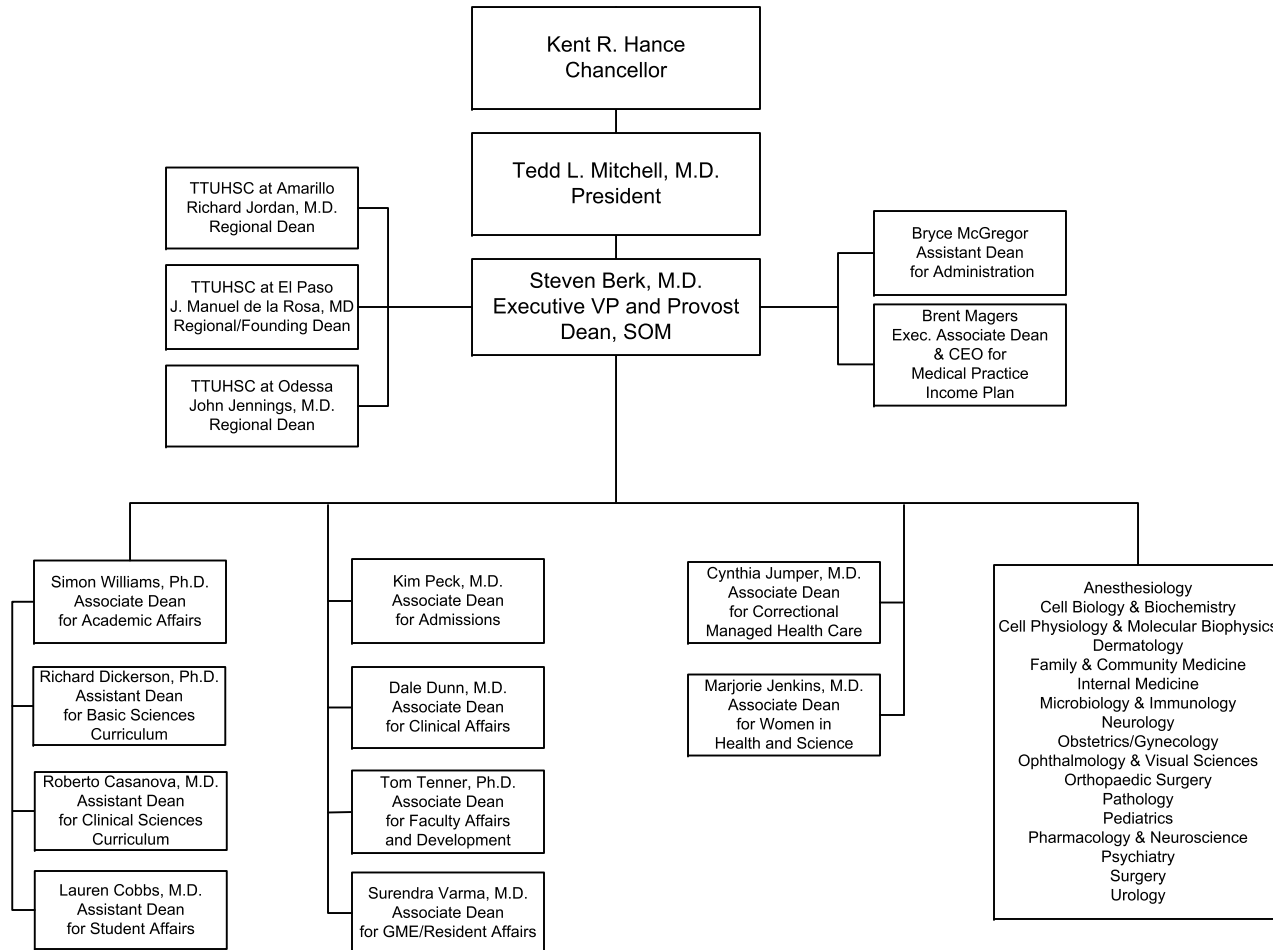 Kent R. Hance
Chancellor
Tedd L. Mitchell, M.D.
President
TTUHSC at Amarillo
Richard Jordan, M.D.
Regional Dean
TTUHSC at El Paso
J. Manuel de la Rosa, MD
Regional/Founding Dean
TTUHSC at Odessa
John Jennings, M.D.
Regional Dean
Steven Berk, M.D.
Executive VP and Provost
Dean, SOM
Bryce McGregor
Assistant Dean
for Administration
Brent Magers
Exec. Associate Dean
& CEO for
Medical Practice
Income Plan
Simon Williams, Ph.D.
Associate Dean
for Academic Affairs
Richard Dickerson, Ph.D.
Assistant Dean
for Basic Sciences
Curriculum
Roberto Casanova, M.D.
Assistant Dean
for Clinical Sciences
Curriculum
Lauren Cobbs, M.D.
Assistant Dean
for Student Affairs
Kim Peck, M.D.
Associate Dean
for Admissions
Dale Dunn, M.D.
Associate Dean
for Clinical Affairs
Tom Tenner, Ph.D.
Associate Dean
for Faculty Affairs
and Development
Surendra Varma, M.D.
Associate Dean
for GME/Resident Affairs
Cynthia Jumper, M.D.
Associate Dean
for Correctional
Managed Health Care
Marjorie Jenkins, M.D.
Associate Dean
for Women in
Health and Science
Anesthesiology
Cell Biology & Biochemistry
Cell Physiology & Molecular Biophysics
Dermatology
Family & Community Medicine
Internal Medicine
Microbiology & Immunology
Neurology
Obstetrics/Gynecology
Ophthalmology & Visual Sciences
Orthopaedic Surgery
Pathology
Pediatrics
Pharmacology & Neuroscience
Psychiatry
Surgery
Urology